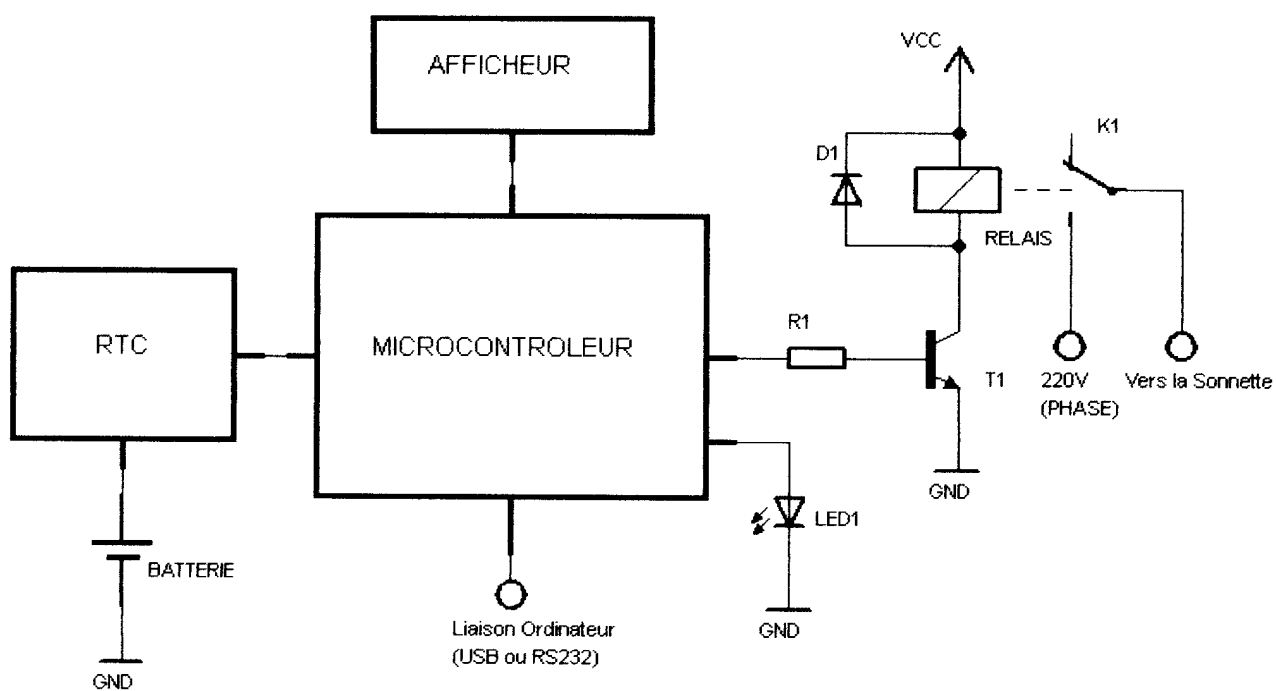 AFFICHEUR
VCC
D1
K1
RELAIS
RTC
MICROCONTROLEUR
R1
T1
220V
(PHASE)
Vers la Sonnette
GND
LED1
BATTERIE
GND
Liaison Ordinateur
(USB ou RS232)
GND